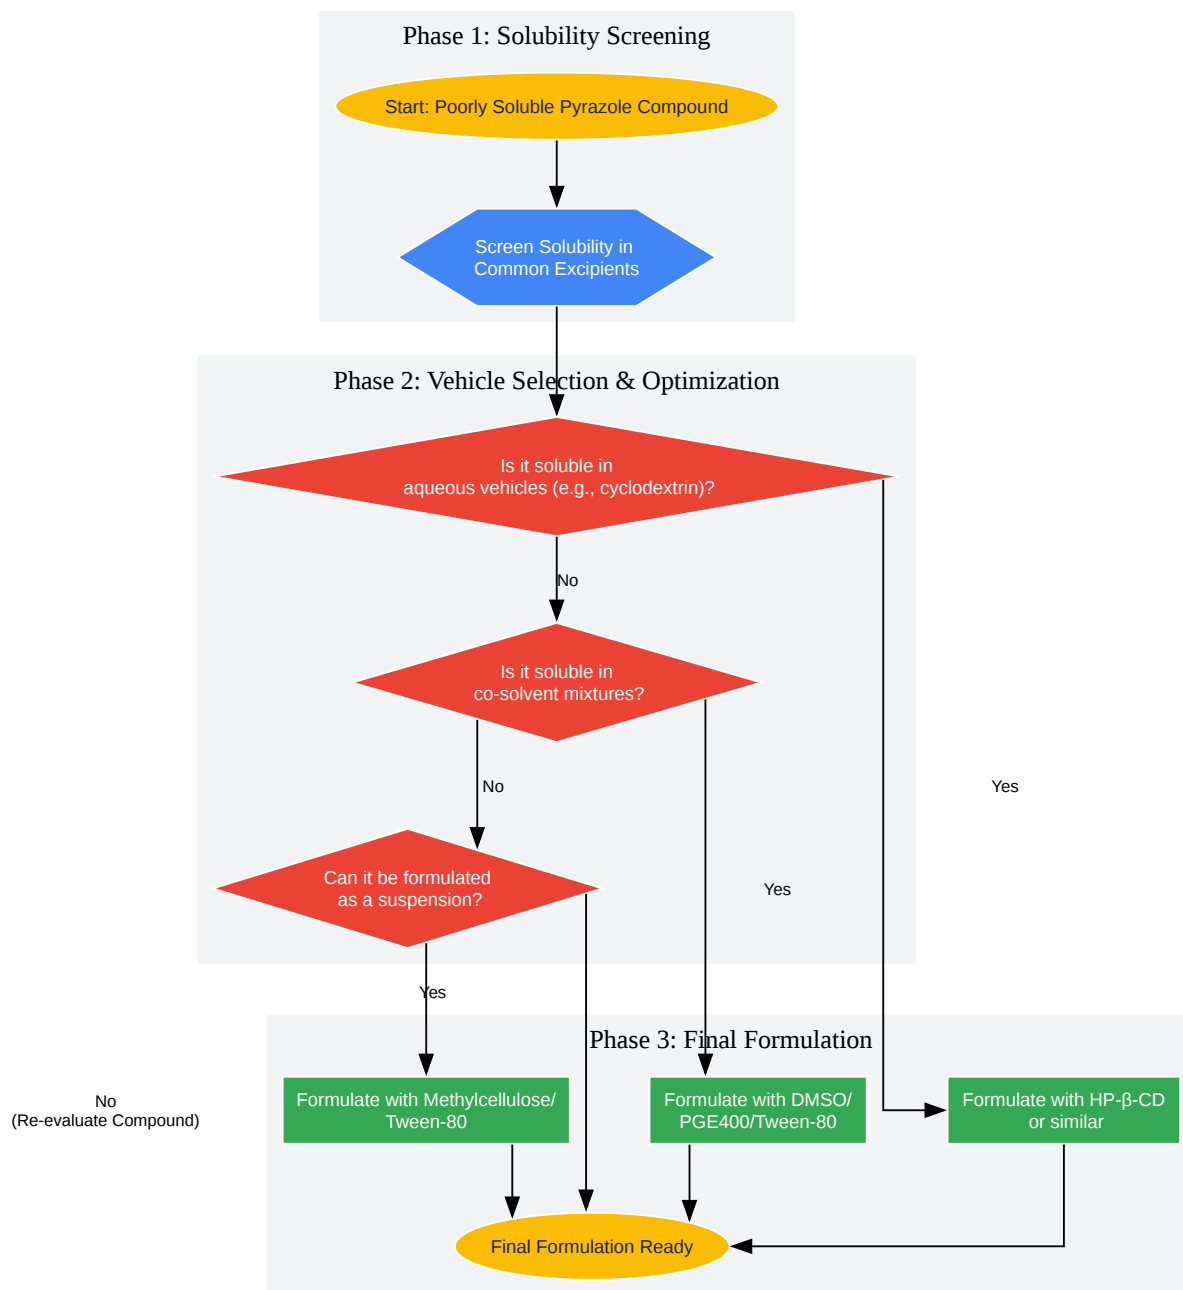 Phase 1: Solubility Screening
Start: Poorly Soluble Pyrazole Compound
Screen Solubility in
Common Excipients
Phase 2: Vehicle Selection & Optimization
Is it soluble in
aqueous vehicles (e.g., cyclodextrin)?
No
Is it soluble in
co-solvent mixtures?
No
Yes
Can it be formulated
as a suspension?
Yes
Yes
Phase 3: Final Formulation
No
(Re-evaluate Compound)
Formulate with Methylcellulose/
Tween-80
Formulate with DMSO/
PGE400/Tween-80
Formulate with HP-β-CD
or similar
Final Formulation Ready